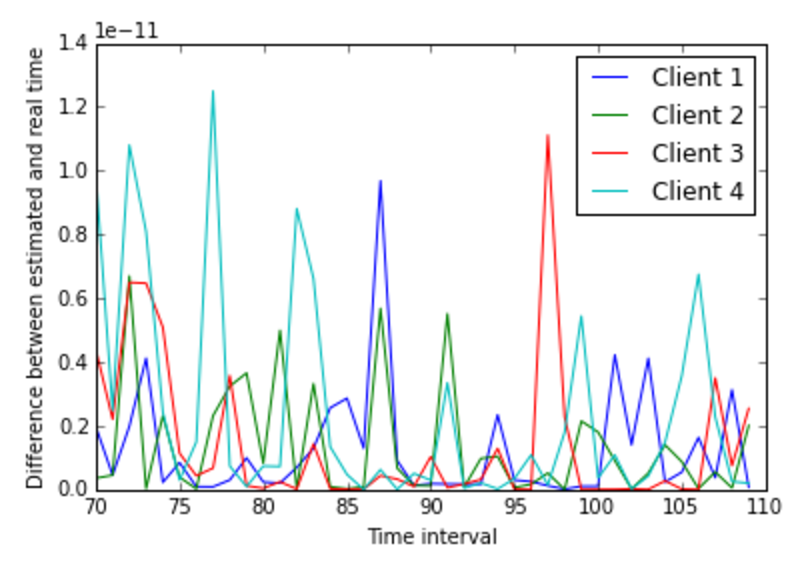 1e−11
1.4
1.2
1.0
0.8
0.6
0.4
0.2
0.0
Difference between estimated and real time
70 75 80 85 90 95 100 105 110
Time interval
Client 1
Client 2
Client 3
Client 4